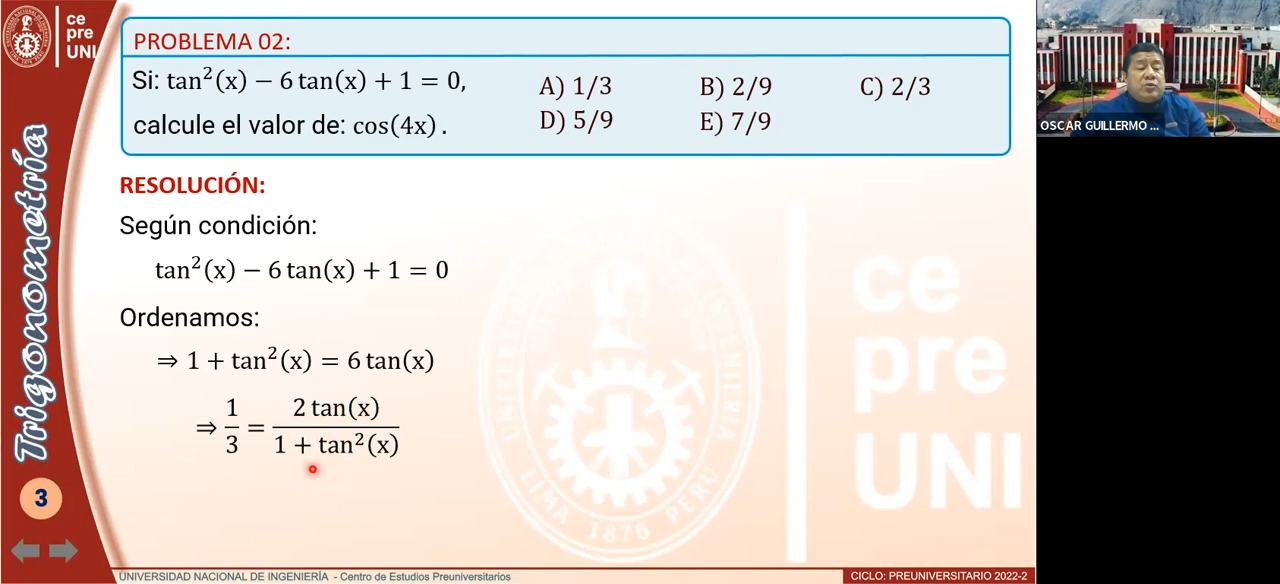 ce
pre
UNI
PROBLEMA 02:
Si: tan²(x) − 6 tan(x) + 1 = 0,
calcule el valor de: cos(4x) .
A) 1/3
B) 2/9
C) 2/3
D) 5/9
E) 7/9
OSCAR GUILLERMO ...
Trigonometría
RESOLUCIÓN:
Según condición:
tan²(x) − 6 tan(x) + 1 = 0
Ordenamos:
⇒ 1 + tan²(x) = 6 tan(x)
⇒ 1/3 = 2 tan(x)/(1 + tan²(x))
ce
pre
UNI
LIMA 1876 PERU
3
UNIVERSIDAD NACIONAL DE INGENIERÍA - Centro de Estudios Preuniversitarios
CICLO: PREUNIVERSITARIO 2022-2